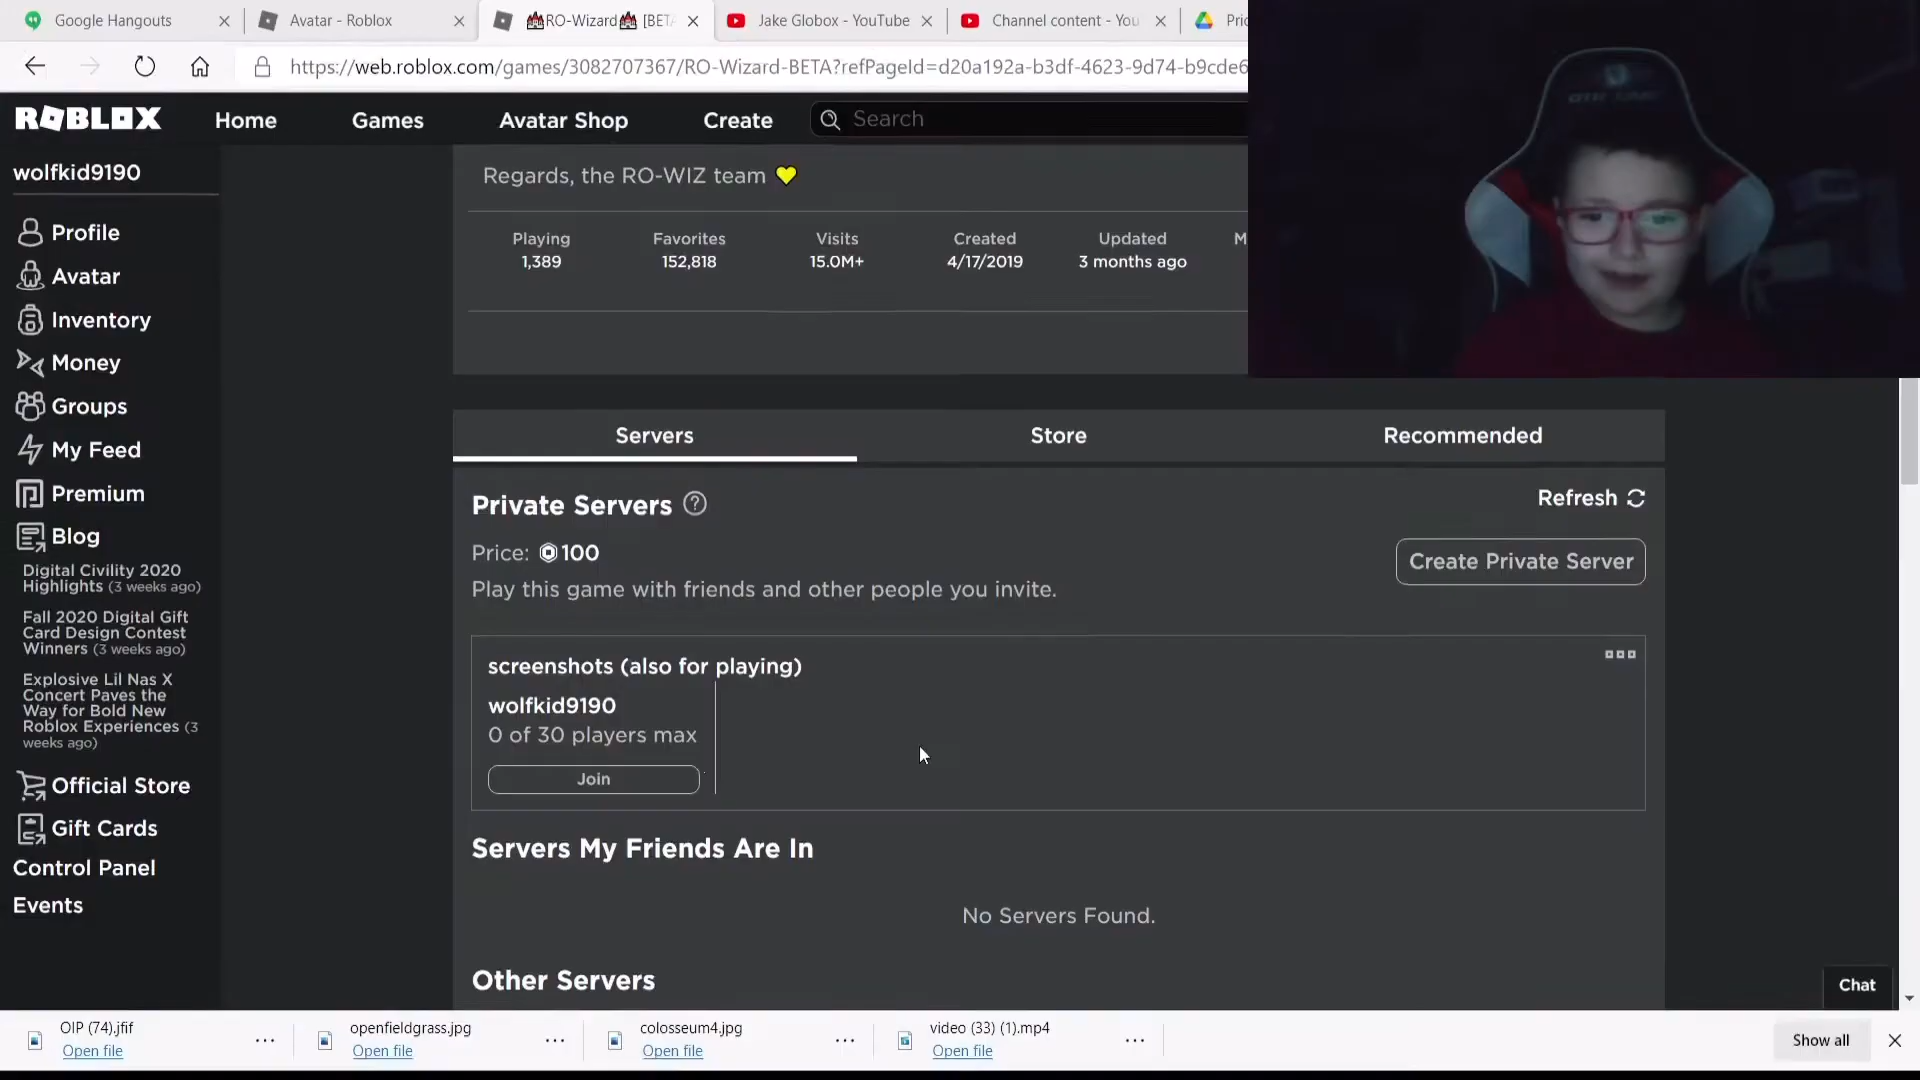 Google Hangouts
Avatar - Roblox
🏰RO-Wizard🏰 [BETA
Jake Globox - YouTube
Channel content - You
https://web.roblox.com/games/3082707367/RO-Wizard-BETA?refPageId=d20a192a-b3df-4623-9d74-b9cde6
ROBLOX
Home
Games
Avatar Shop
Create
Search
wolfkid9190
Profile
Avatar
Inventory
Money
Groups
My Feed
Premium
Blog
Digital Civility 2020
Highlights (3 weeks ago)
Fall 2020 Digital Gift
Card Design Contest
Winners (3 weeks ago)
Explosive Lil Nas X
Concert Paves the
Way for Bold New
Roblox Experiences (3
weeks ago)
Official Store
Gift Cards
Control Panel
Events
Regards, the RO-WIZ team 💛
Playing
1,389
Favorites
152,818
Visits
15.0M+
Created
4/17/2019
Updated
3 months ago
Servers
Store
Recommended
Private Servers
Refresh
Price: 100
Create Private Server
Play this game with friends and other people you invite.
screenshots (also for playing)
wolfkid9190
0 of 30 players max
Join
Servers My Friends Are In
No Servers Found.
Other Servers
Chat
OIP (74).jfif
Open file
openfieldgrass.jpg
Open file
colosseum4.jpg
Open file
video (33) (1).mp4
Open file
Show all